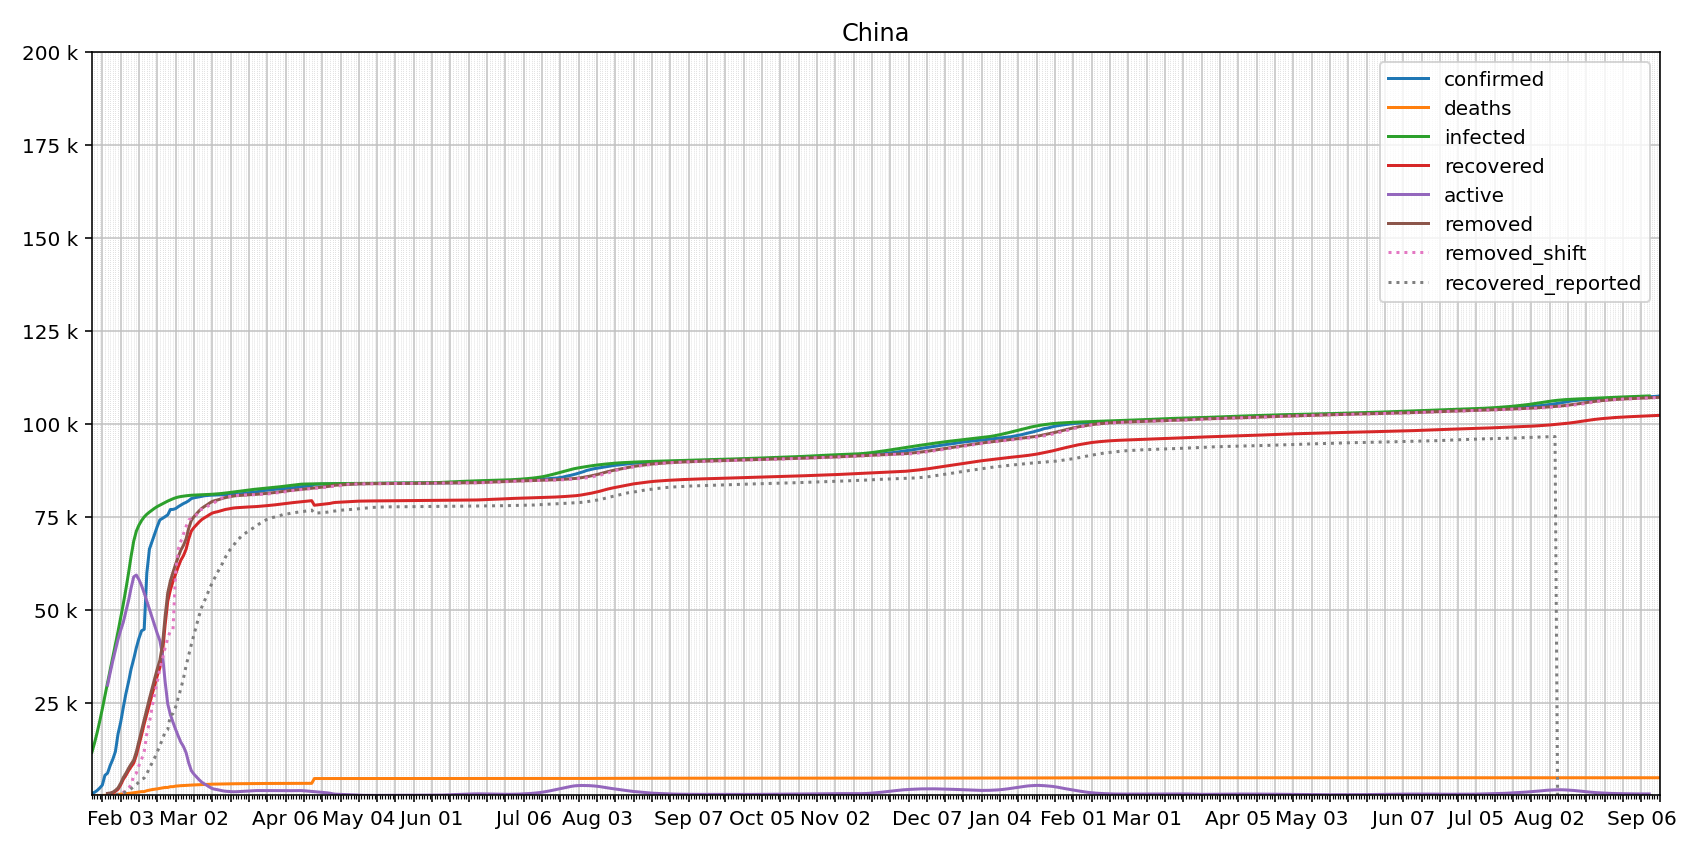 China
200 k
175 k
150 k
125 k
100 k
75 k
50 k
25 k
confirmed
deaths
infected
recovered
active
removed
removed_shift
recovered_reported
Feb 03 Mar 02 Apr 06 May 04 Jun 01 Jul 06 Aug 03 Sep 07 Oct 05 Nov 02 Dec 07 Jan 04 Feb 01 Mar 01 Apr 05 May 03 Jun 07 Jul 05 Aug 02 Sep 06